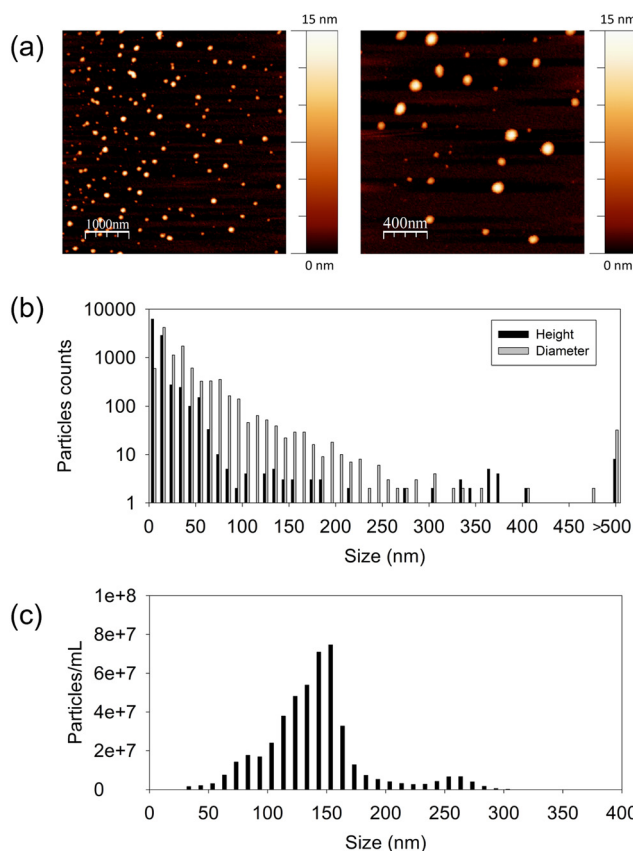 (a)
15 nm
1000nm
0 nm
15 nm
400nm
0 nm
(b)
Particles counts
10000
1000
100
10
1
Height
Diameter
0 50 100 150 200 250 300 350 400 450 >500
Size (nm)
(c)
Particles/mL
1e+8
8e+7
6e+7
4e+7
2e+7
0
0 50 100 150 200 250 300 350 400
Size (nm)